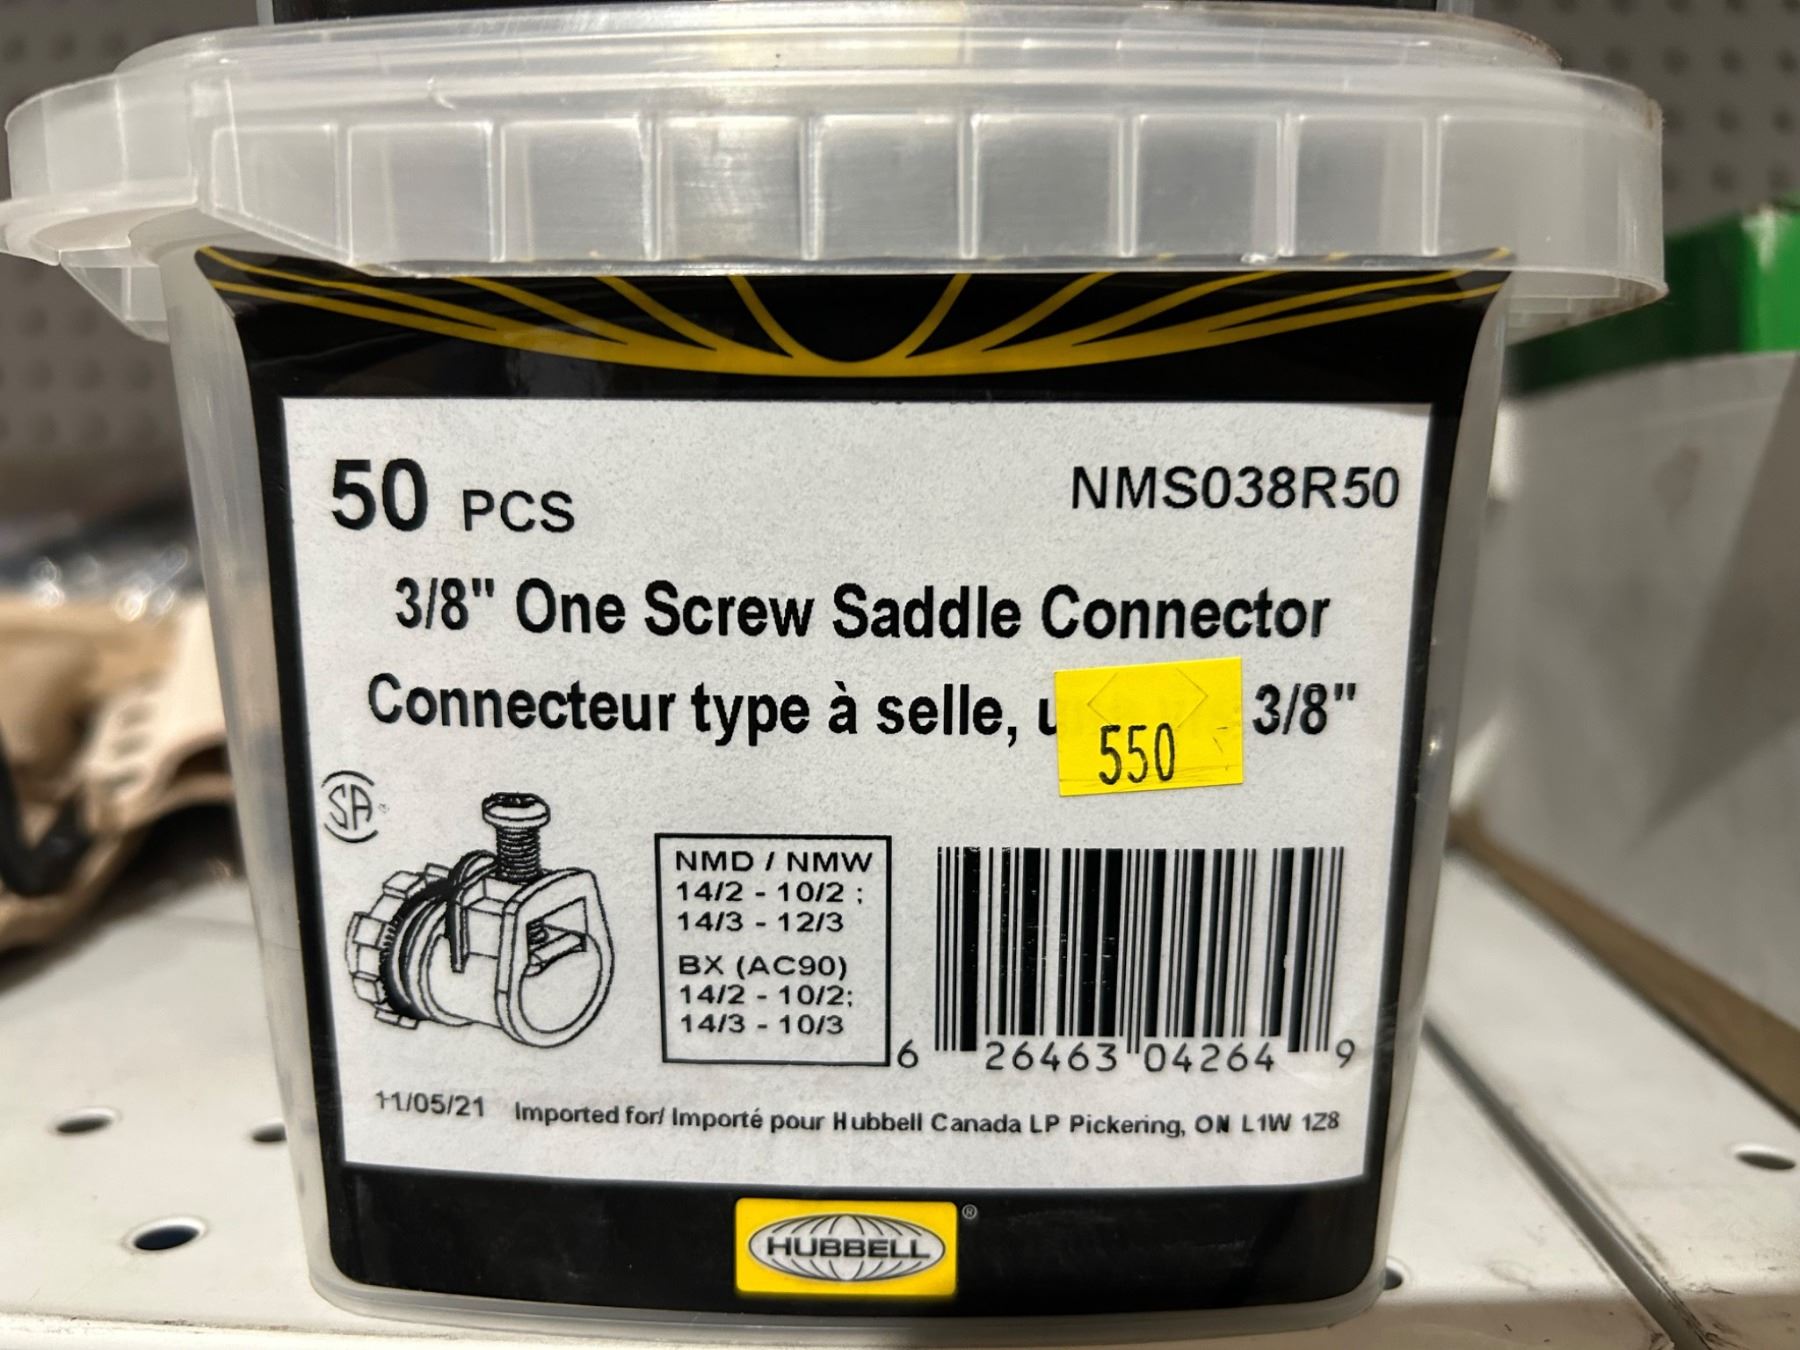 50 PCS NMS038R50
3/8" One Screw Saddle Connector
Connecteur type à selle, 3/8"
550
SA
NMD / NMW
14/2 - 10/2 ;
14/3 - 12/3
BX (AC90)
14/2 - 10/2;
14/3 - 10/3
6 26463 04264 9
11/05/21 Imported for/ Importé pour Hubbell Canada LP Pickering, ON L1W 1Z8
HUBBELL ®